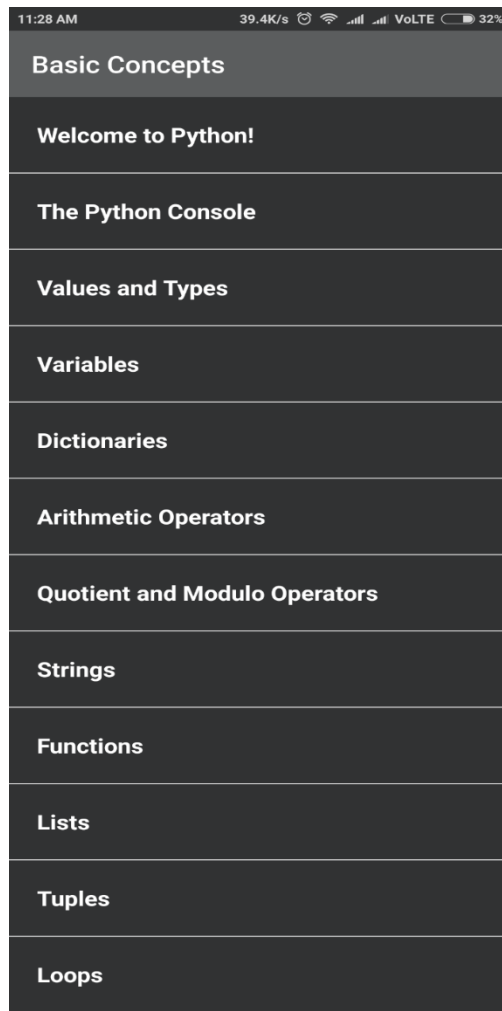 11:28 AM 39.4K/s VoLTE 32%
Basic Concepts
Welcome to Python!
The Python Console
Values and Types
Variables
Dictionaries
Arithmetic Operators
Quotient and Modulo Operators
Strings
Functions
Lists
Tuples
Loops